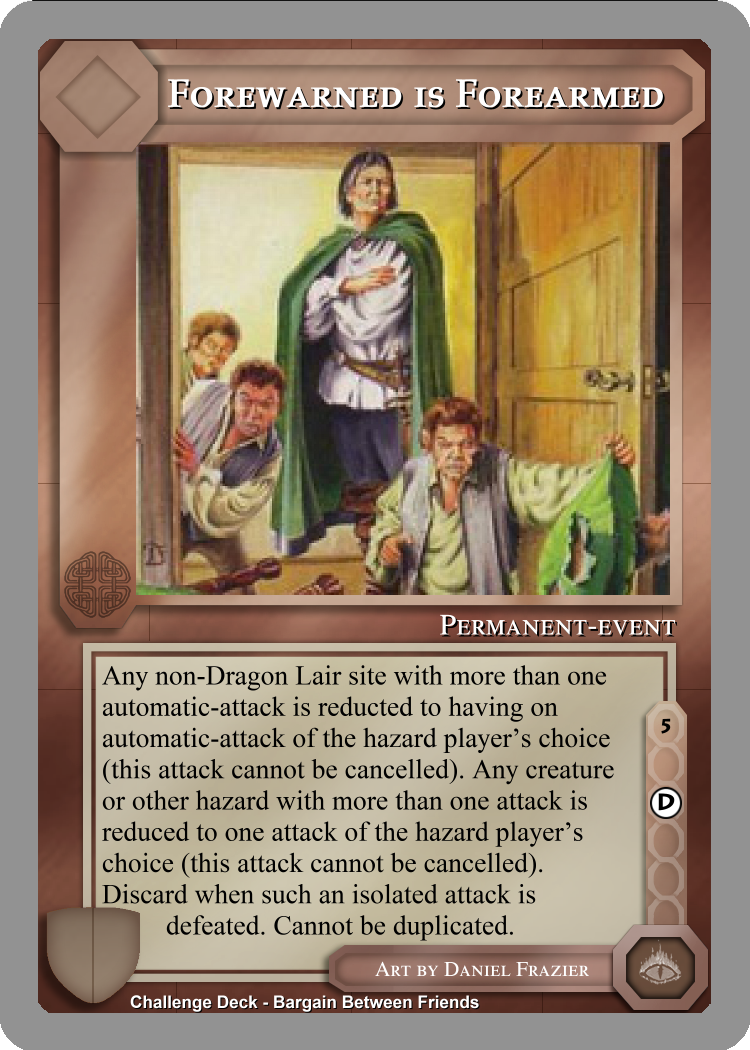 Forewarned is Forearmed
Permanent-event
Any non-Dragon Lair site with more than one
automatic-attack is reducted to having on
automatic-attack of the hazard player's choice
(this attack cannot be cancelled). Any creature
or other hazard with more than one attack is
reduced to one attack of the hazard player's
choice (this attack cannot be cancelled).
Discard when such an isolated attack is
defeated. Cannot be duplicated.
5
D
Art by Daniel Frazier
Challenge Deck - Bargain Between Friends